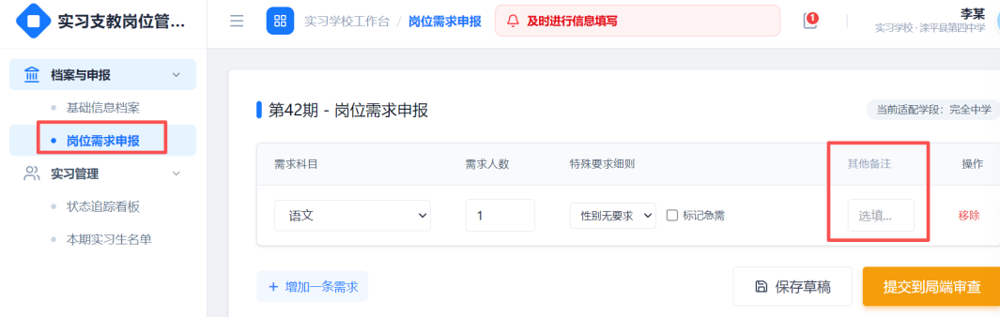 实习支教岗位管...
实习学校工作台 / 岗位需求申报
及时进行信息填写
1
李某
实习学校 · 滦平县第四中学
档案与申报
基础信息档案
岗位需求申报
实习管理
状态追踪看板
本期实习生名单
第42期 - 岗位需求申报
当前适配学段：完全中学
需求科目 需求人数 特殊要求细则 其他备注 操作
语文 1 性别无要求 标记急需 选填... 移除
+ 增加一条需求
保存草稿
提交到局端审查